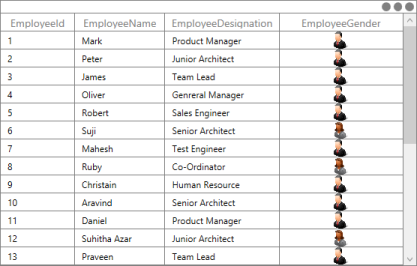 EmployeeId EmployeeName EmployeeDesignation EmployeeGender
1 Mark Product Manager
2 Peter Junior Architect
3 James Team Lead
4 Oliver Genreral Manager
5 Robert Sales Engineer
6 Suji Senior Architect
7 Mahesh Test Engineer
8 Ruby Co-Ordinator
9 Christain Human Resource
10 Aravind Senior Architect
11 Daniel Product Manager
12 Suhitha Azar Junior Architect
13 Praveen Team Lead